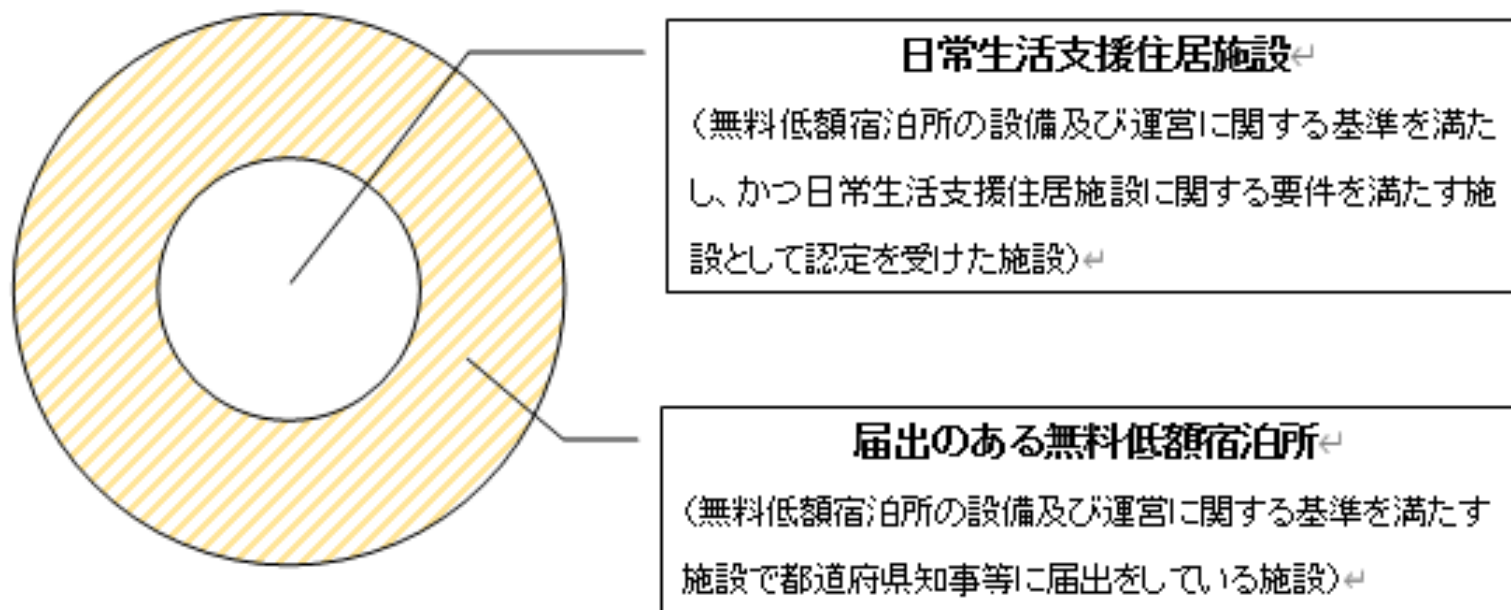 日常生活支援住居施設↵
（無料低額宿泊所の設備及び運営に関する基準を満た
し、かつ日常生活支援住居施設に関する要件を満たす施
設として認定を受けた施設）↵
届出のある無料低額宿泊所↵
（無料低額宿泊所の設備及び運営に関する基準を満たす
施設で都道府県知事等に届出をしている施設）↵